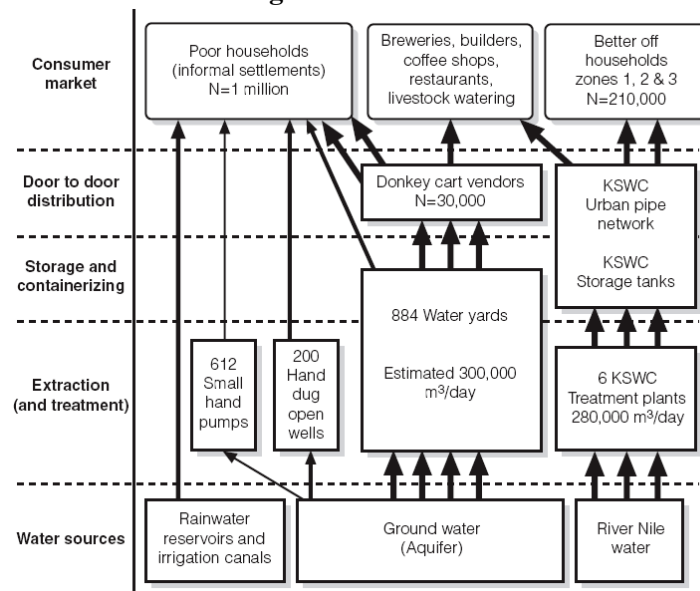 Poor households
(informal settlements)
N=1 million
Breweries, builders,
coffee shops,
restaurants,
livestock watering
Better off
households
zones 1, 2 & 3
N=210,000
Consumer
market
Door to door
distribution
Donkey cart vendors
N=30,000
KSWC
Urban pipe
network
KSWC
Storage tanks
Storage and
containerizing
884 Water yards
Estimated 300,000
m³/day
Extraction
(and treatment)
612
Small
hand
pumps
200
Hand
dug
open
wells
6 KSWC
Treatment plants
280,000 m³/day
Water sources
Rainwater
reservoirs and
irrigation canals
Ground water
(Aquifer)
River Nile
water